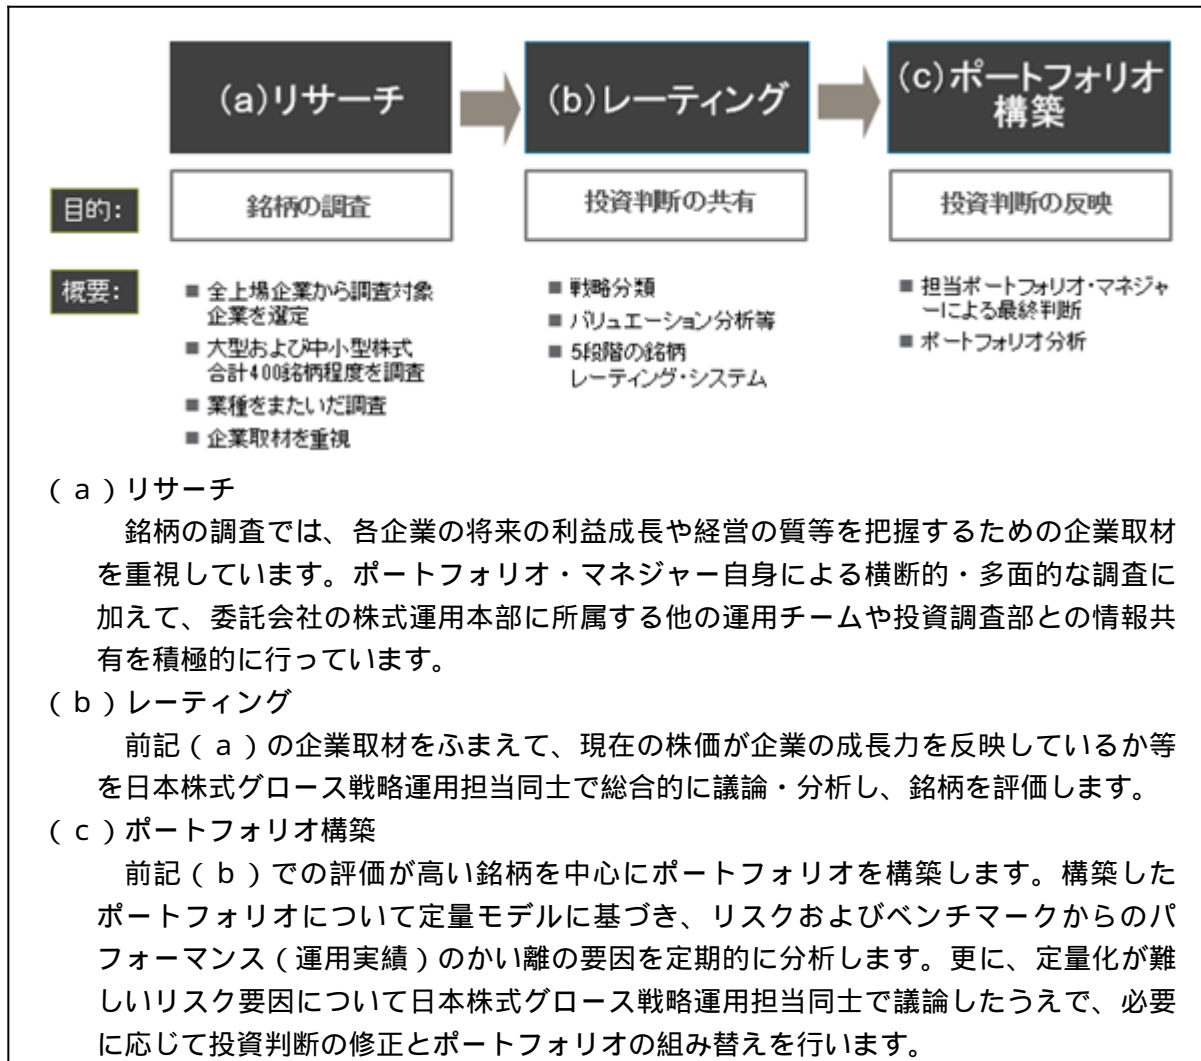 (a)リサーチ
(b)レーティング
(c)ポートフォリオ
構築
目的:
銘柄の調査
投資判断の共有
投資判断の反映
概要:
■ 全上場企業から調査対象
企業を選定
■ 大型および中小型株式
合計400銘柄程度を調査
■ 業種をまたいだ調査
■ 企業取材を重視
■ 戦略分類
■ バリュエーション分析等
■ 5段階の銘柄
レーティング・システム
■ 担当ポートフォリオ・マネジャ
ーによる最終判断
■ ポートフォリオ分析
(a)リサーチ
銘柄の調査では、各企業の将来の利益成長や経営の質等を把握するための企業取材
を重視しています。ポートフォリオ・マネジャー自身による横断的・多面的な調査に
加えて、委託会社の株式運用本部に所属する他の運用チームや投資調査部との情報共
有を積極的に行っています。
(b)レーティング
前記(a)の企業取材をふまえて、現在の株価が企業の成長力を反映しているか等
を日本株式グロース戦略運用担当同士で総合的に議論・分析し、銘柄を評価します。
(c)ポートフォリオ構築
前記(b)での評価が高い銘柄を中心にポートフォリオを構築します。構築した
ポートフォリオについて定量モデルに基づき、リスクおよびベンチマークからのパ
フォーマンス(運用実績)のかい離の要因を定期的に分析します。更に、定量化が難
しいリスク要因について日本株式グロース戦略運用担当同士で議論したうえで、必要
に応じて投資判断の修正とポートフォリオの組み替えを行います。